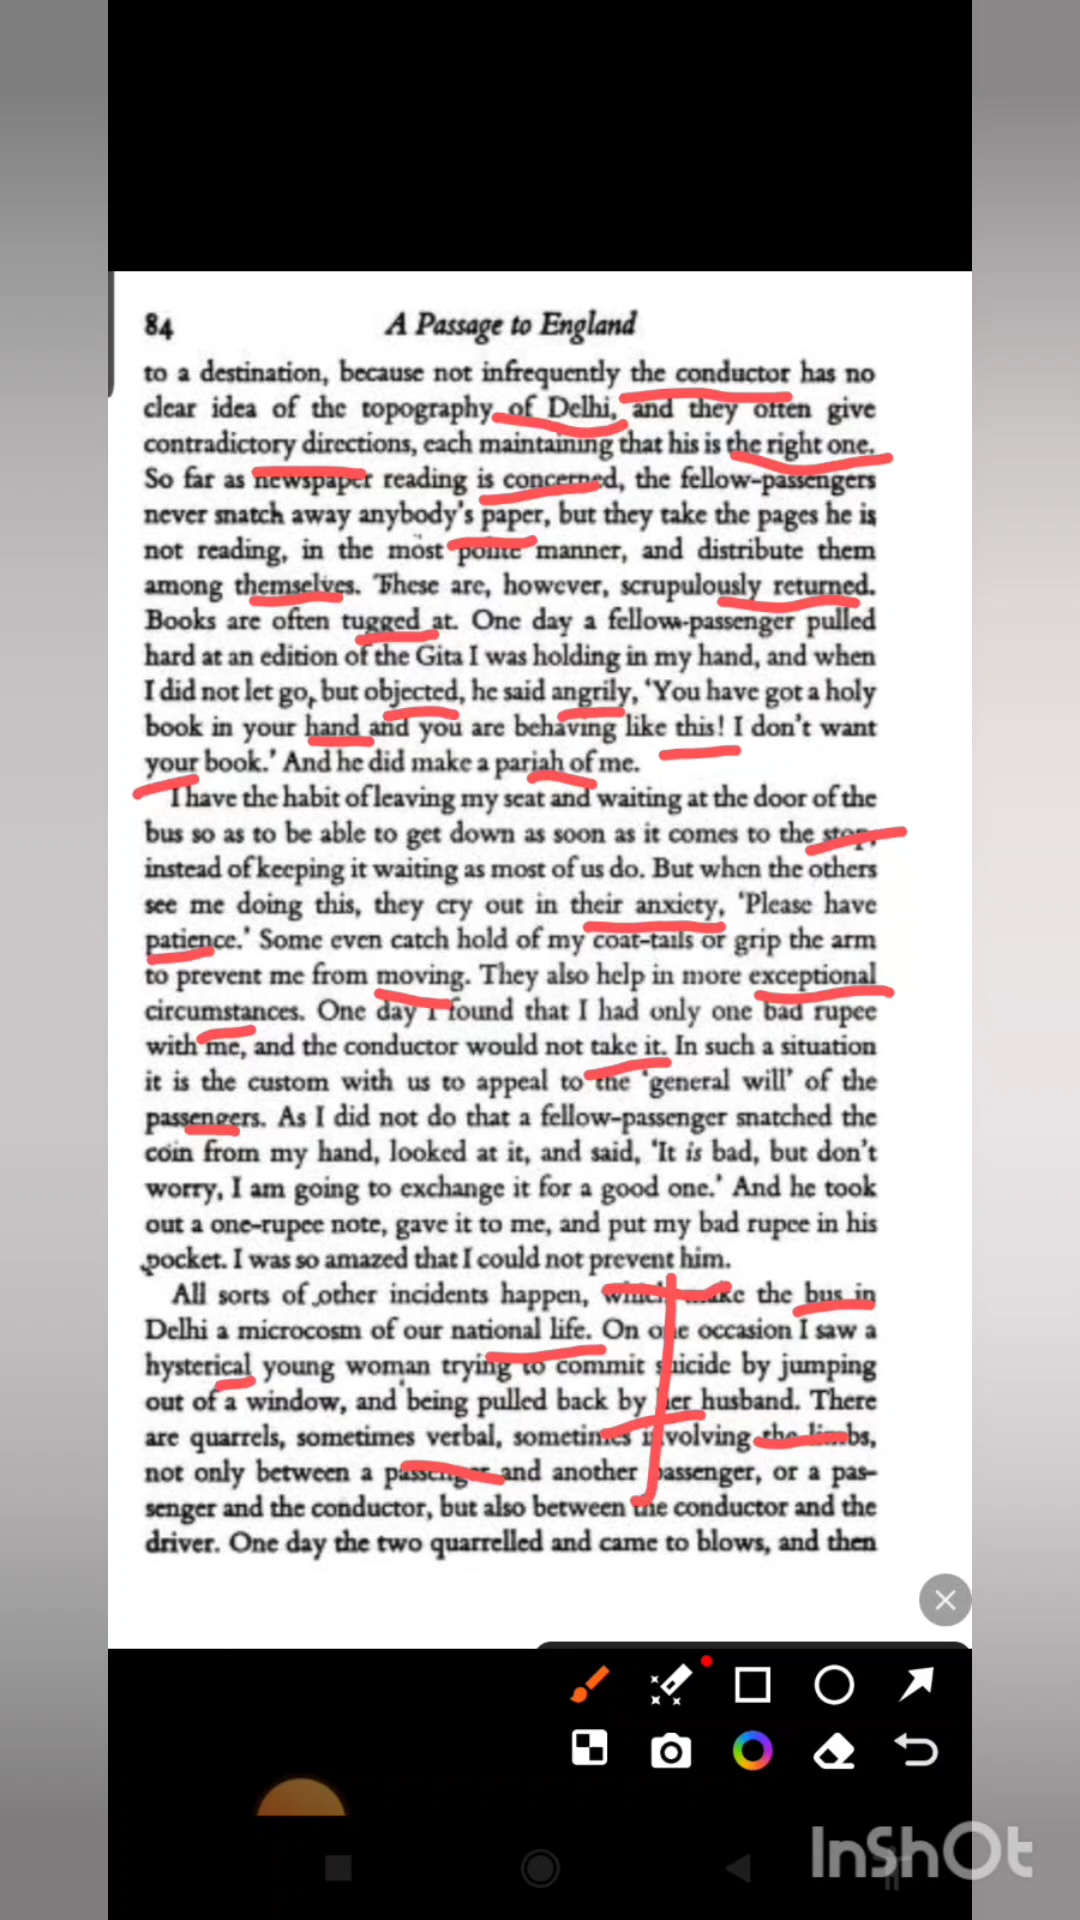 84 A Passage to England
to a destination, because not infrequently the conductor has no
clear idea of the topography of Delhi, and they often give
contradictory directions, each maintaining that his is the right one.
So far as newspaper reading is concerned, the fellow-passengers
never snatch away anybody's paper, but they take the pages he is
not reading, in the most polite manner, and distribute them
among themselves. These are, however, scrupulously returned.
Books are often tugged at. One day a fellow-passenger pulled
hard at an edition of the Gita I was holding in my hand, and when
I did not let go, but objected, he said angrily, 'You have got a holy
book in your hand and you are behaving like this! I don't want
your book.' And he did make a pariah of me.
I have the habit of leaving my seat and waiting at the door of the
bus so as to be able to get down as soon as it comes to the stop,
instead of keeping it waiting as most of us do. But when the others
see me doing this, they cry out in their anxiety, 'Please have
patience.' Some even catch hold of my coat-tails or grip the arm
to prevent me from moving. They also help in more exceptional
circumstances. One day I found that I had only one bad rupee
with me, and the conductor would not take it. In such a situation
it is the custom with us to appeal to the 'general will' of the
passengers. As I did not do that a fellow-passenger snatched the
coin from my hand, looked at it, and said, 'It is bad, but don't
worry, I am going to exchange it for a good one.' And he took
out a one-rupee note, gave it to me, and put my bad rupee in his
pocket. I was so amazed that I could not prevent him.
All sorts of other incidents happen, which make the bus in
Delhi a microcosm of our national life. On one occasion I saw a
hysterical young woman trying to commit suicide by jumping
out of a window, and being pulled back by her husband. There
are quarrels, sometimes verbal, sometimes involving the limbs,
not only between a passenger and another passenger, or a pas-
senger and the conductor, but also between the conductor and the
driver. One day the two quarrelled and came to blows, and then
InShOt